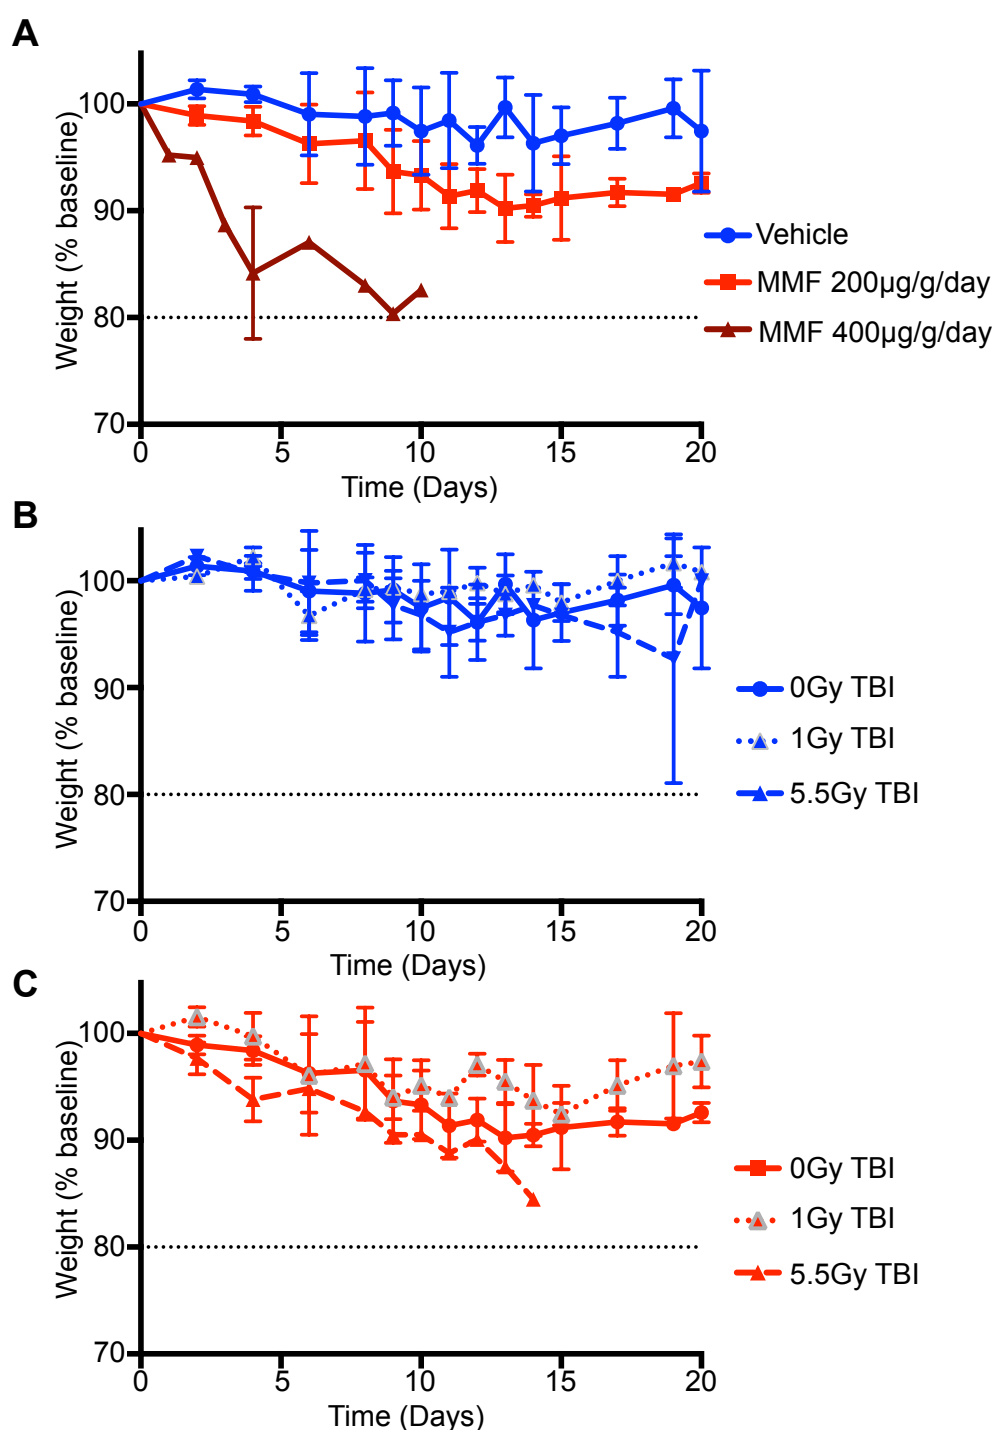 A
100
90
80
70
Weight (% baseline)
0
5
10
15
20
Time (Days)
Vehicle
MMF 200µg/g/day
MMF 400µg/g/day
B
100
90
80
70
Weight (% baseline)
0
5
10
15
20
Time (Days)
0Gy TBI
1Gy TBI
5.5Gy TBI
C
100
90
80
70
Weight (% baseline)
0
5
10
15
20
Time (Days)
0Gy TBI
1Gy TBI
5.5Gy TBI